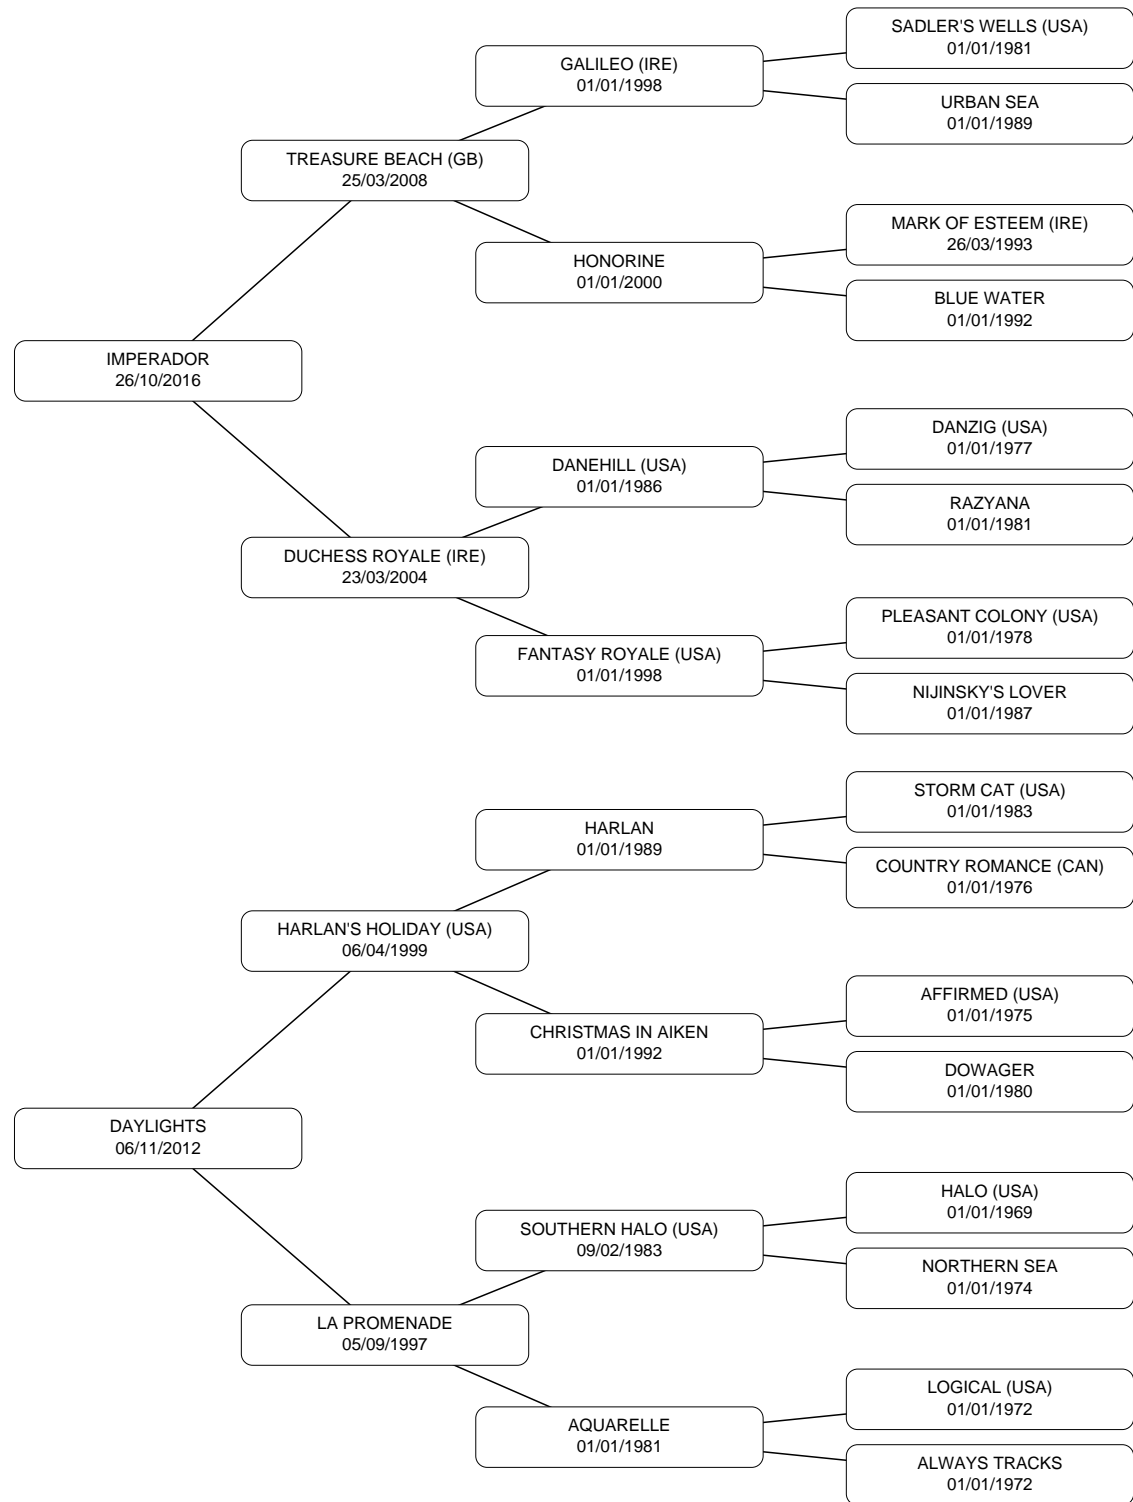 SADLER'S WELLS (USA)
01/01/1981
GALILEO (IRE)
01/01/1998
URBAN SEA
01/01/1989
TREASURE BEACH (GB)
25/03/2008
MARK OF ESTEEM (IRE)
26/03/1993
HONORINE
01/01/2000
BLUE WATER
01/01/1992
IMPERADOR
26/10/2016
DANZIG (USA)
01/01/1977
DANEHILL (USA)
01/01/1986
RAZYANA
01/01/1981
DUCHESS ROYALE (IRE)
23/03/2004
PLEASANT COLONY (USA)
01/01/1978
FANTASY ROYALE (USA)
01/01/1998
NIJINSKY'S LOVER
01/01/1987
STORM CAT (USA)
01/01/1983
HARLAN
01/01/1989
COUNTRY ROMANCE (CAN)
01/01/1976
HARLAN'S HOLIDAY (USA)
06/04/1999
AFFIRMED (USA)
01/01/1975
CHRISTMAS IN AIKEN
01/01/1992
DOWAGER
01/01/1980
DAYLIGHTS
06/11/2012
HALO (USA)
01/01/1969
SOUTHERN HALO (USA)
09/02/1983
NORTHERN SEA
01/01/1974
LA PROMENADE
05/09/1997
LOGICAL (USA)
01/01/1972
AQUARELLE
01/01/1981
ALWAYS TRACKS
01/01/1972